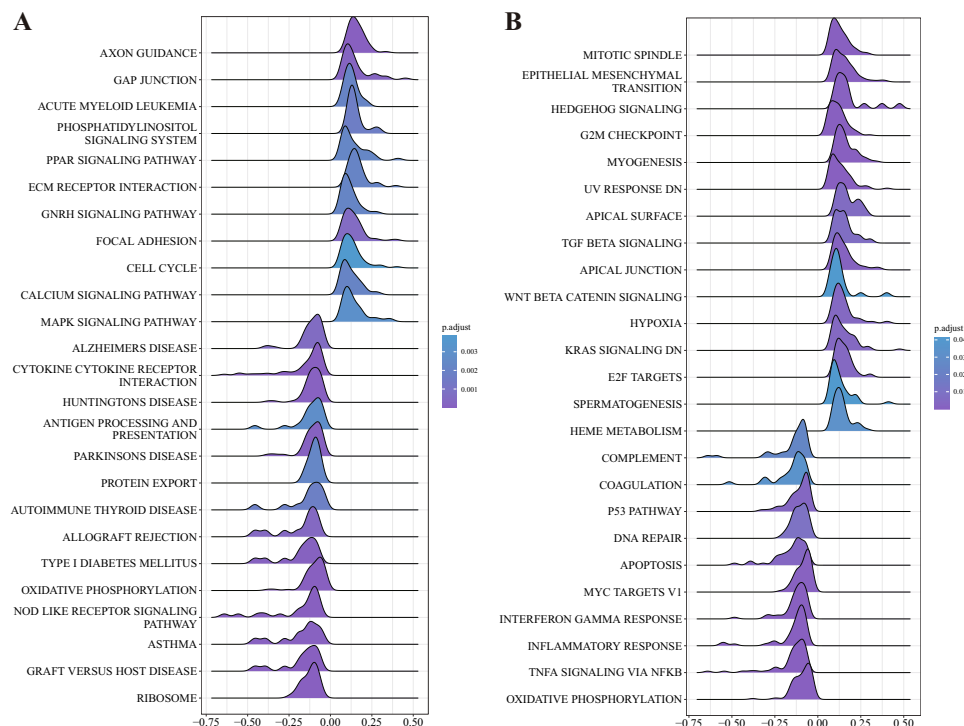 A
AXON GUIDANCE
GAP JUNCTION
ACUTE MYELOID LEUKEMIA
PHOSPHATIDYLINOSITOL
SIGNALING SYSTEM
PPAR SIGNALING PATHWAY
ECM RECEPTOR INTERACTION
GNRH SIGNALING PATHWAY
FOCAL ADHESION
CELL CYCLE
CALCIUM SIGNALING PATHWAY
MAPK SIGNALING PATHWAY
ALZHEIMERS DISEASE
CYTOKINE CYTOKINE RECEPTOR
INTERACTION
HUNTINGTONS DISEASE
ANTIGEN PROCESSING AND
PRESENTATION
PARKINSONS DISEASE
PROTEIN EXPORT
AUTOIMMUNE THYROID DISEASE
ALLOGRAFT REJECTION
TYPE I DIABETES MELLITUS
OXIDATIVE PHOSPHORYLATION
NOD LIKE RECEPTOR SIGNALING
PATHWAY
ASTHMA
GRAFT VERSUS HOST DISEASE
RIBOSOME
−0.75 −0.50 −0.25 0.00 0.25 0.50
p.adjust
0.003
0.002
0.001
B
MITOTIC SPINDLE
EPITHELIAL MESENCHYMAL
TRANSITION
HEDGEHOG SIGNALING
G2M CHECKPOINT
MYOGENESIS
UV RESPONSE DN
APICAL SURFACE
TGF BETA SIGNALING
APICAL JUNCTION
WNT BETA CATENIN SIGNALING
HYPOXIA
KRAS SIGNALING DN
E2F TARGETS
SPERMATOGENESIS
HEME METABOLISM
COMPLEMENT
COAGULATION
P53 PATHWAY
DNA REPAIR
APOPTOSIS
MYC TARGETS V1
INTERFERON GAMMA RESPONSE
INFLAMMATORY RESPONSE
TNFA SIGNALING VIA NFKB
OXIDATIVE PHOSPHORYLATION
−0.75 −0.50 −0.25 0.00 0.25 0.50
p.adjust